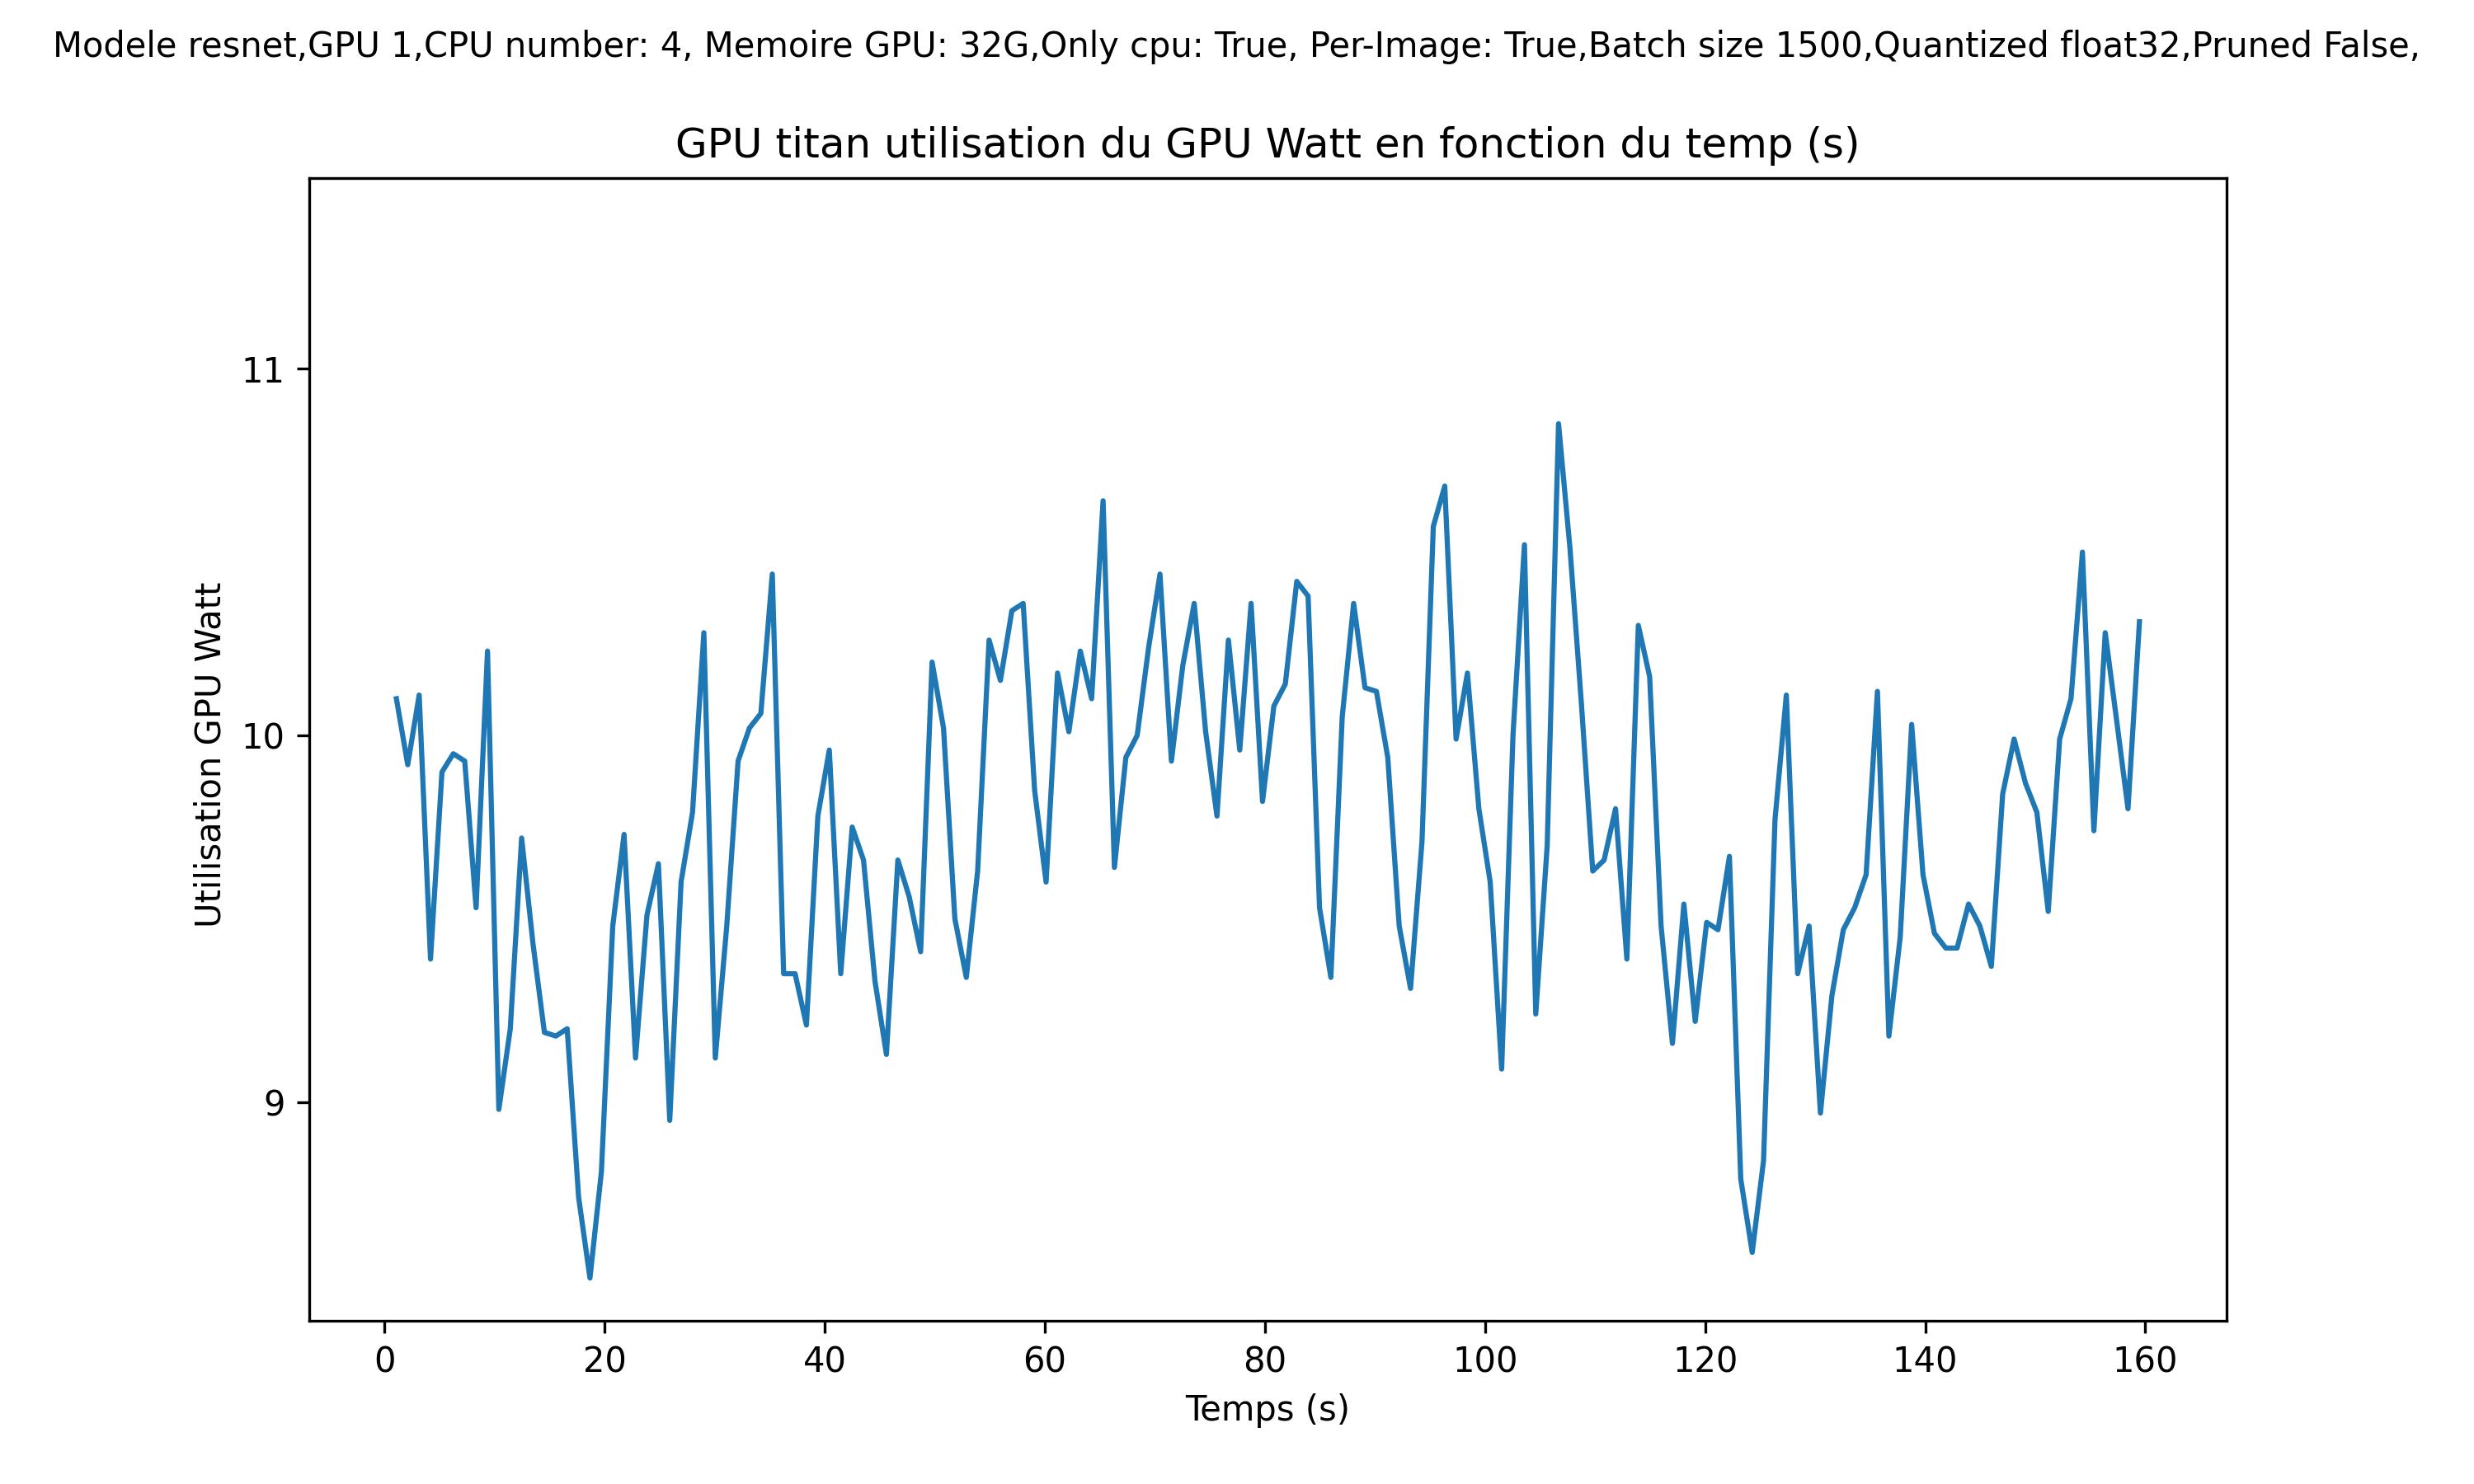 Modele resnet,GPU 1,CPU number: 4, Memoire GPU: 32G,Only cpu: True, Per-Image: True,Batch size 1500,Quantized float32,Pruned False,
GPU titan utilisation du GPU Watt en fonction du temp (s)
Utilisation GPU Watt
11
10
9
0 20 40 60 80 100 120 140 160
Temps (s)